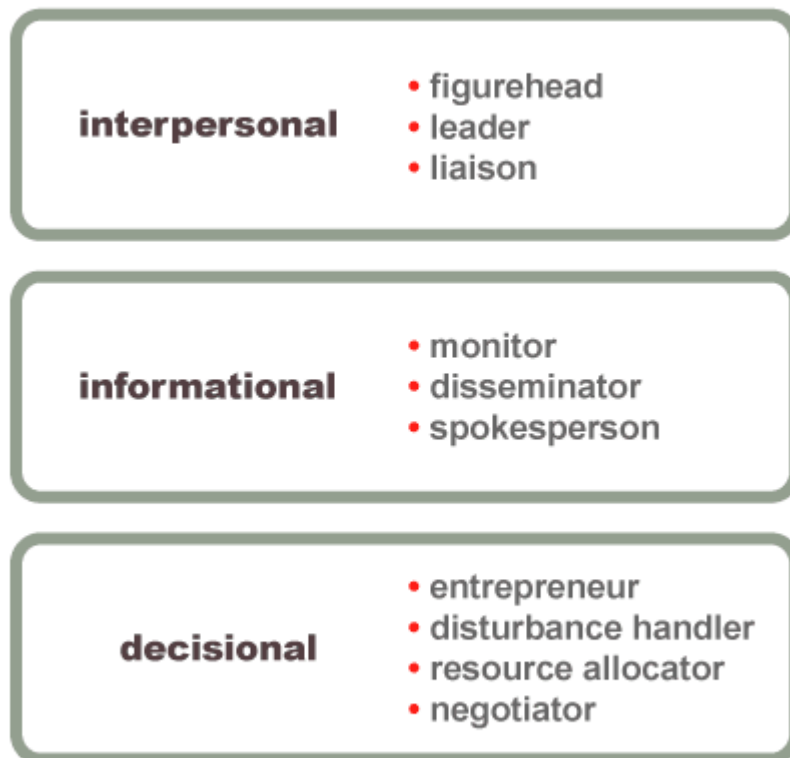 interpersonal
• figurehead
• leader
• liaison
informational
• monitor
• disseminator
• spokesperson
decisional
• entrepreneur
• disturbance handler
• resource allocator
• negotiator